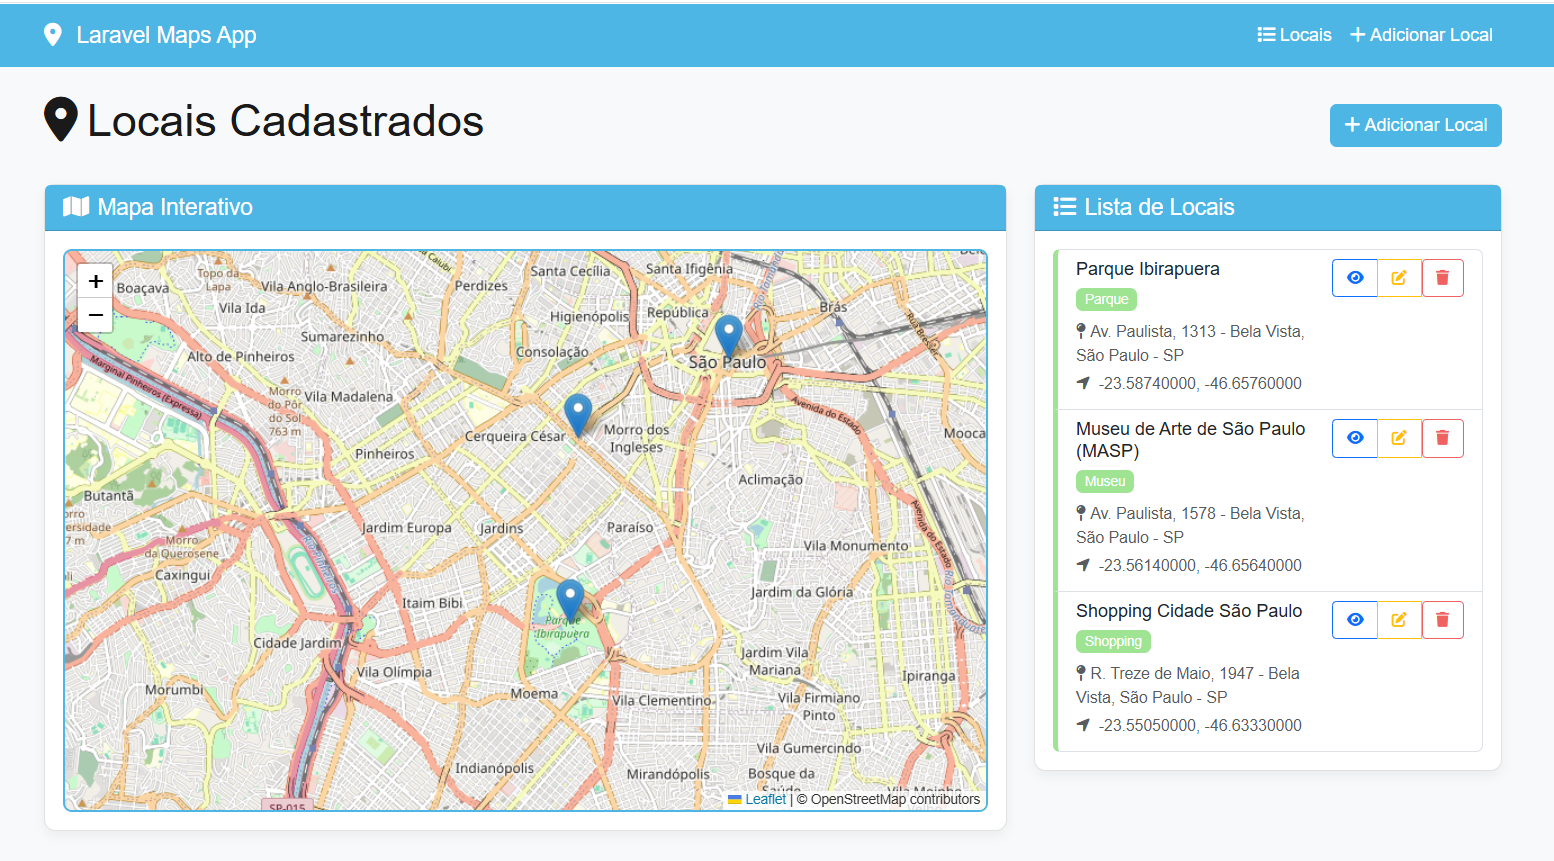 Laravel Maps App
Locais
Adicionar Local
Locais Cadastrados
Adicionar Local
Mapa Interativo
+
−
Boaçava
Topo da
Lapa
Vila Anglo-Brasileira
Vila Ida
Sumarezinho
Alto de Pinheiros
Morro
do Pôr
do Sol
763 m
Vila Madalena
Marginal Pinheiros (Expressa)
Perdizes
Santa Cecília
Santa Ifigênia
Higienópolis
República
Brás
Rua Bresser
Consolação
São Paulo
Avenida do Estado
Cerqueira César
Morro dos
Ingleses
Mooca
Pinheiros
Aclimação
Butantã
Jardim Europa
Jardins
Paraíso
Avenida do Estado
Morro
da Querosene
Caxingui
Vila Monumento
Jardim da Glória
Itaim Bibi
Parque
Ibirapuera
Cidade Jardim
Vila Olímpia
Jardim Vila
Mariana
Ipiranga
Morumbi
Moema
Vila Clementino
Vila Firmiano
Pinto
Vila Gumercindo
Indianópolis
Mirandópolis
Bosque da
Saúde
SP-015
Leaflet | © OpenStreetMap contributors
Lista de Locais
Parque Ibirapuera
Parque
Av. Paulista, 1313 - Bela Vista,
São Paulo - SP
-23.58740000, -46.65760000
Museu de Arte de São Paulo
(MASP)
Museu
Av. Paulista, 1578 - Bela Vista,
São Paulo - SP
-23.56140000, -46.65640000
Shopping Cidade São Paulo
Shopping
R. Treze de Maio, 1947 - Bela
Vista, São Paulo - SP
-23.55050000, -46.63330000